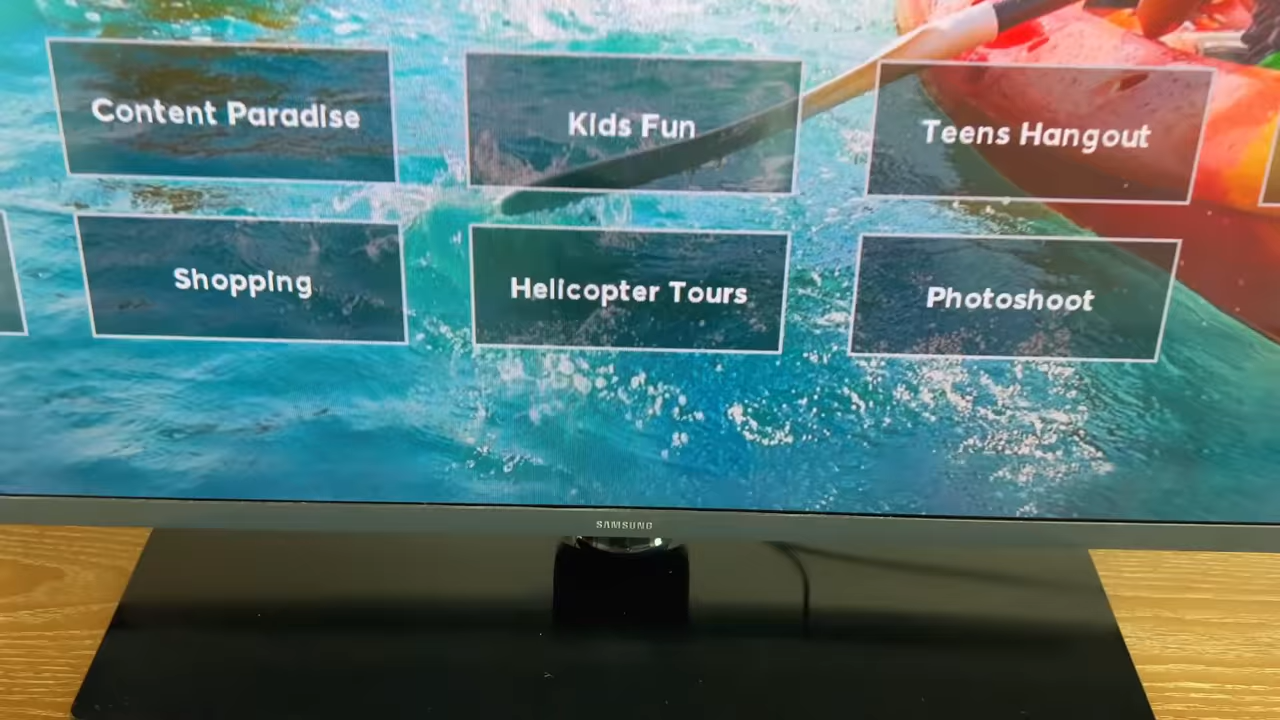 Content Paradise
Kids Fun
Teens Hangout
Shopping
Helicopter Tours
Photoshoot
SAMSUNG